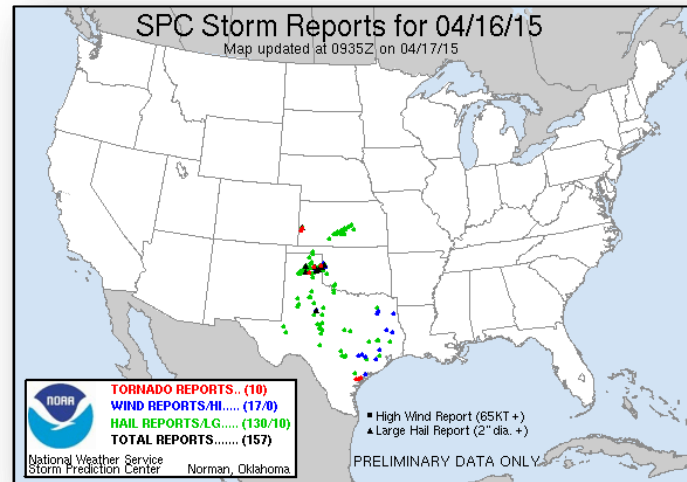 SPC Storm Reports for 04/16/15
Map updated at 0935Z on 04/17/15
NOAA
TORNADO REPORTS.. (10)
WIND REPORTS/HI..... (17/0)
HAIL REPORTS/LG..... (130/10)
TOTAL REPORTS....... (157)
National Weather Service
Storm Prediction Center Norman, Oklahoma
High Wind Report (65KT +)
Large Hail Report (2" dia. +)
PRELIMINARY DATA ONLY